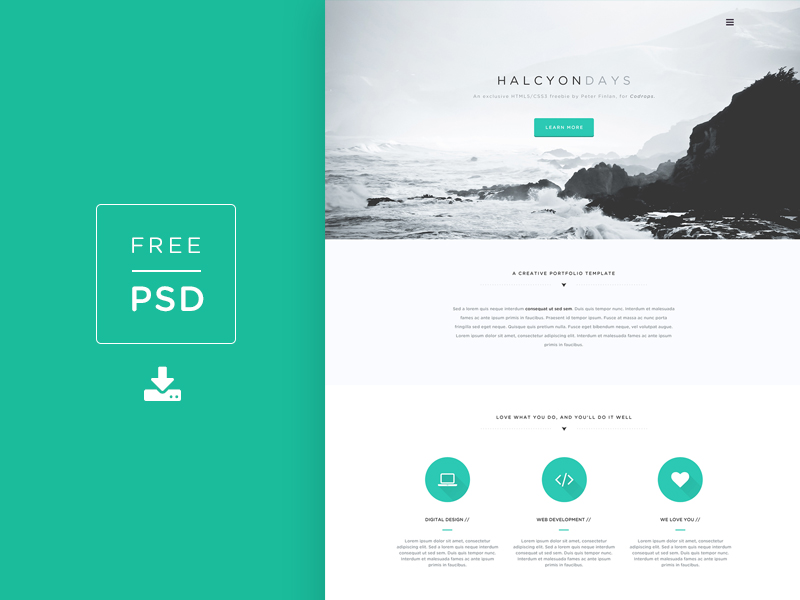 FREE
PSD
HALCYONDAYS
An exclusive HTML5/CSS3 freebie by Peter Finlan, for Codrops.
LEARN MORE
A CREATIVE PORTFOLIO TEMPLATE
Sed a lorem quis neque interdum consequat ut sed sem. Duis quis tempor nunc. Interdum et malesuada
fames ac ante ipsum primis in faucibus. Praesent id tempor ipsum. Fusce at massa ac nunc porta
fringilla sed eget neque. Quisque quis pretium nulla. Fusce eget bibendum neque, vel volutpat augue.
Lorem ipsum dolor sit amet, consectetur adipiscing elit. Interdum et malesuada fames ac ante ipsum
primis in faucibus.
LOVE WHAT YOU DO, AND YOU'LL DO IT WELL
</>
DIGITAL DESIGN //
Lorem ipsum dolor sit amet, consectetur
adipiscing elit. Sed a lorem quis neque interdum
consequat ut sed sem. Duis quis tempor nunc.
Interdum et malesuada fames ac ante ipsum
primis in faucibus.
WEB DEVELOPMENT //
Lorem ipsum dolor sit amet, consectetur
adipiscing elit. Sed a lorem quis neque interdum
consequat ut sed sem. Duis quis tempor nunc.
Interdum et malesuada fames ac ante ipsum
primis in faucibus.
WE LOVE YOU //
Lorem ipsum dolor sit amet, consectetur
adipiscing elit. Sed a lorem quis neque interdum
consequat ut sed sem. Duis quis tempor nunc.
Interdum et malesuada fames ac ante ipsum
primis in faucibus.